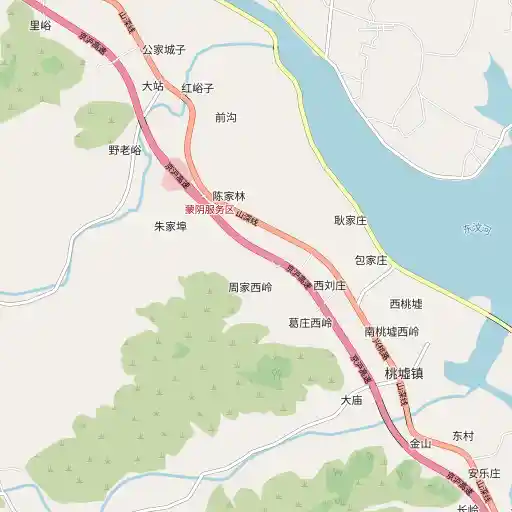 里峪
山深线
京沪高速
公家城子
大站
红峪子
前沟
野老峪
京沪高速
陈家林
蒙阴服务区
山深线
朱家埠
耿家庄
东汶河
包家庄
京沪高速
周家西岭
西刘庄
西桃墟
葛庄西岭
南桃墟西岭
兴桃路
京沪高速
桃墟镇
山深线
大庙
金山
东村
京沪高速
安乐庄
山深线
长岭